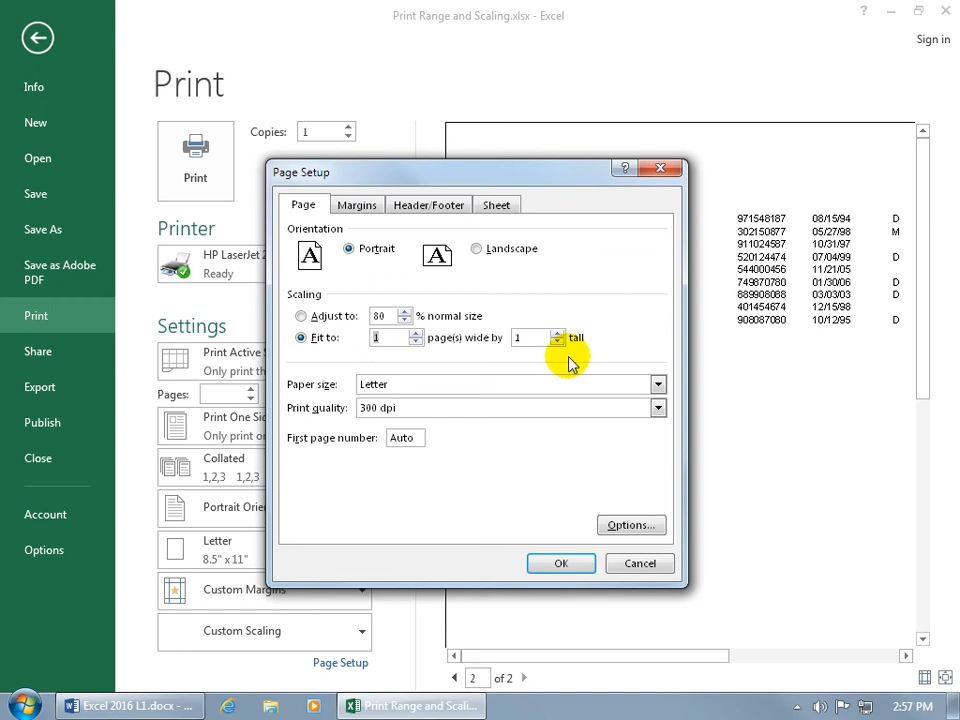 Print Range and Scaling.xlsx - Excel
?
Sign in
Info
New
Open
Save
Save As
Save as Adobe
PDF
Print
Share
Export
Publish
Close
Account
Options
Print
Print
Copies: 1
Printer
HP LaserJet 2
Ready
Settings
Print Active
Only print th
Pages:
Print One Sid
Only print or
Collated
1,2,3 1,2,3
Portrait Orie
Letter
8.5" x 11"
Custom Margins
Custom Scaling
Page Setup
Page Setup
?
Page Margins Header/Footer Sheet
Orientation
A Portrait A Landscape
Scaling
Adjust to: 80 % normal size
Fit to: 1 page(s) wide by 1 tall
Paper size: Letter
Print quality: 300 dpi
First page number: Auto
Options...
OK Cancel
971548187 08/15/94 D
302150877 05/27/98 M
911024587 10/31/97
520124474 07/04/99 D
544000456 11/21/05
749870780 01/30/06 D
889908088 03/03/03 D
401454674 12/15/98
908087080 10/12/95 D
2 of 2
Excel 2016 L1.docx - ...
Print Range and Scali...
2:57 PM